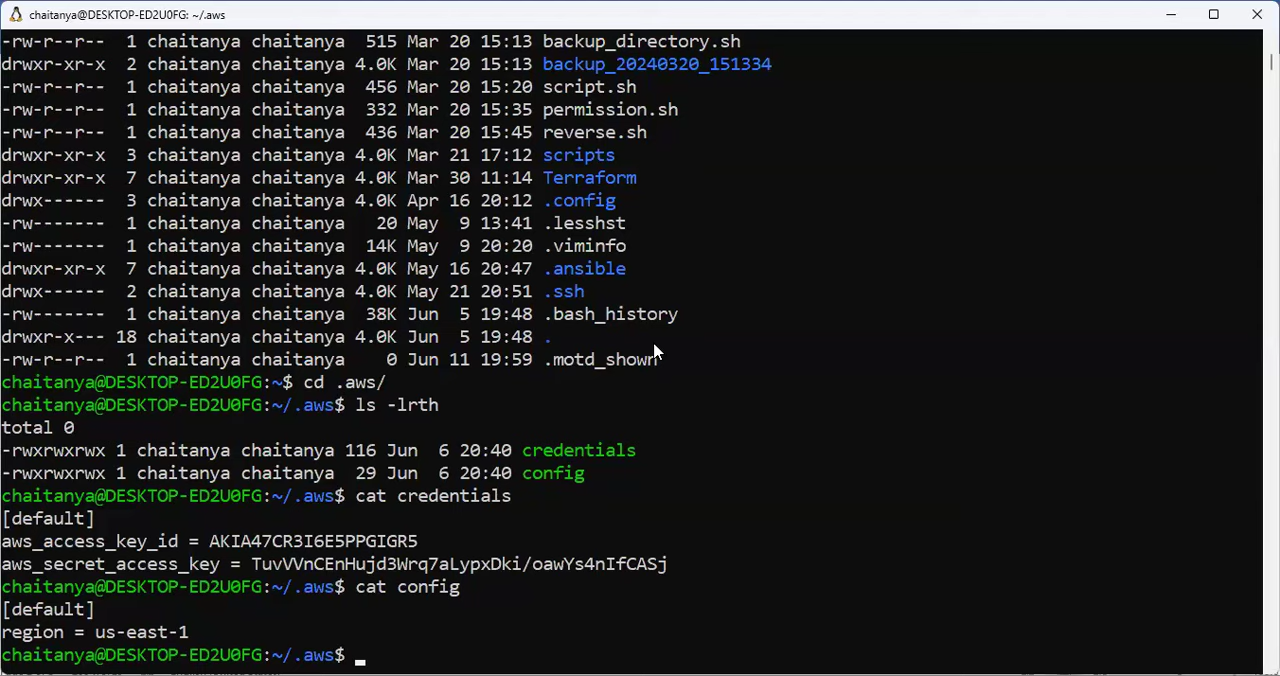 chaitanya@DESKTOP-ED2U0FG: ~/.aws
-rw-r--r-- 1 chaitanya chaitanya 515 Mar 20 15:13 backup_directory.sh
drwxr-xr-x 2 chaitanya chaitanya 4.0K Mar 20 15:13 backup_20240320_151334
-rw-r--r-- 1 chaitanya chaitanya 456 Mar 20 15:20 script.sh
-rw-r--r-- 1 chaitanya chaitanya 332 Mar 20 15:35 permission.sh
-rw-r--r-- 1 chaitanya chaitanya 436 Mar 20 15:45 reverse.sh
drwxr-xr-x 3 chaitanya chaitanya 4.0K Mar 21 17:12 scripts
drwxr-xr-x 7 chaitanya chaitanya 4.0K Mar 30 11:14 Terraform
drwx------ 3 chaitanya chaitanya 4.0K Apr 16 20:12 .config
-rw------- 1 chaitanya chaitanya 20 May 9 13:41 .lesshst
-rw------- 1 chaitanya chaitanya 14K May 9 20:20 .viminfo
drwxr-xr-x 7 chaitanya chaitanya 4.0K May 16 20:47 .ansible
drwx------ 2 chaitanya chaitanya 4.0K May 21 20:51 .ssh
-rw------- 1 chaitanya chaitanya 38K Jun 5 19:48 .bash_history
drwxr-x--- 18 chaitanya chaitanya 4.0K Jun 5 19:48 .
-rw-r--r-- 1 chaitanya chaitanya 0 Jun 11 19:59 .motd_shown
chaitanya@DESKTOP-ED2U0FG:~$ cd .aws/
chaitanya@DESKTOP-ED2U0FG:~/.aws$ ls -lrth
total 0
-rwxrwxrwx 1 chaitanya chaitanya 116 Jun 6 20:40 credentials
-rwxrwxrwx 1 chaitanya chaitanya 29 Jun 6 20:40 config
chaitanya@DESKTOP-ED2U0FG:~/.aws$ cat credentials
[default]
aws_access_key_id = AKIA47CR3I6E5PPGIGR5
aws_secret_access_key = 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
chaitanya@DESKTOP-ED2U0FG:~/.aws$ cat config
[default]
region = us-east-1
chaitanya@DESKTOP-ED2U0FG:~/.aws$